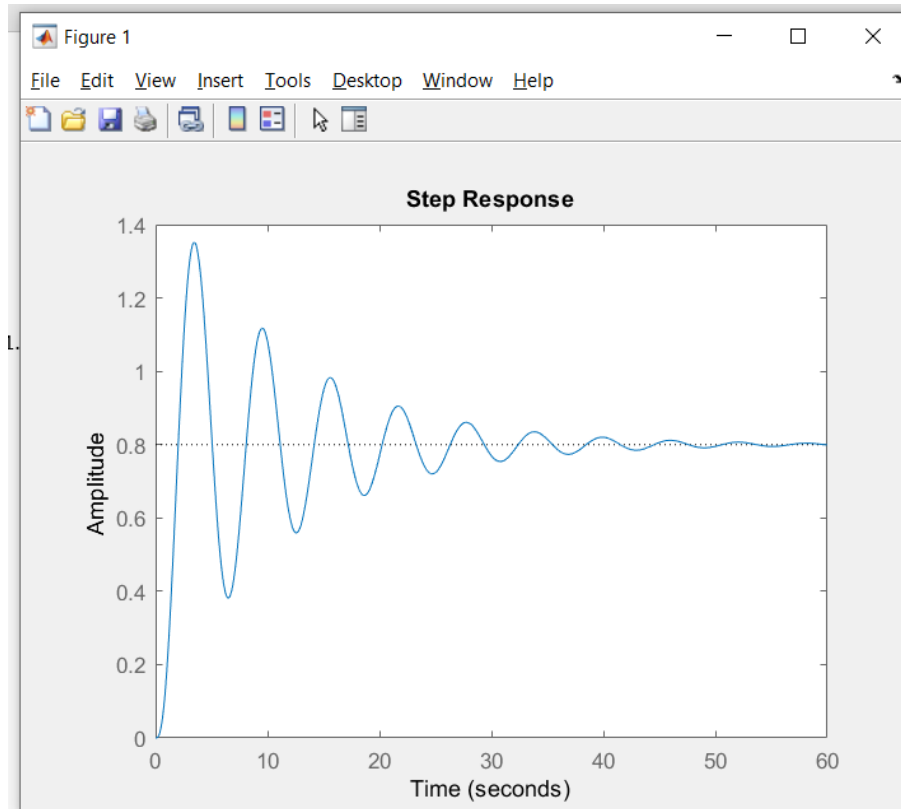 Figure 1
File Edit View Insert Tools Desktop Window Help
Step Response
1.4
1.2
1
0.8
0.6
0.4
0.2
0
Amplitude
0 10 20 30 40 50 60
Time (seconds)
1.